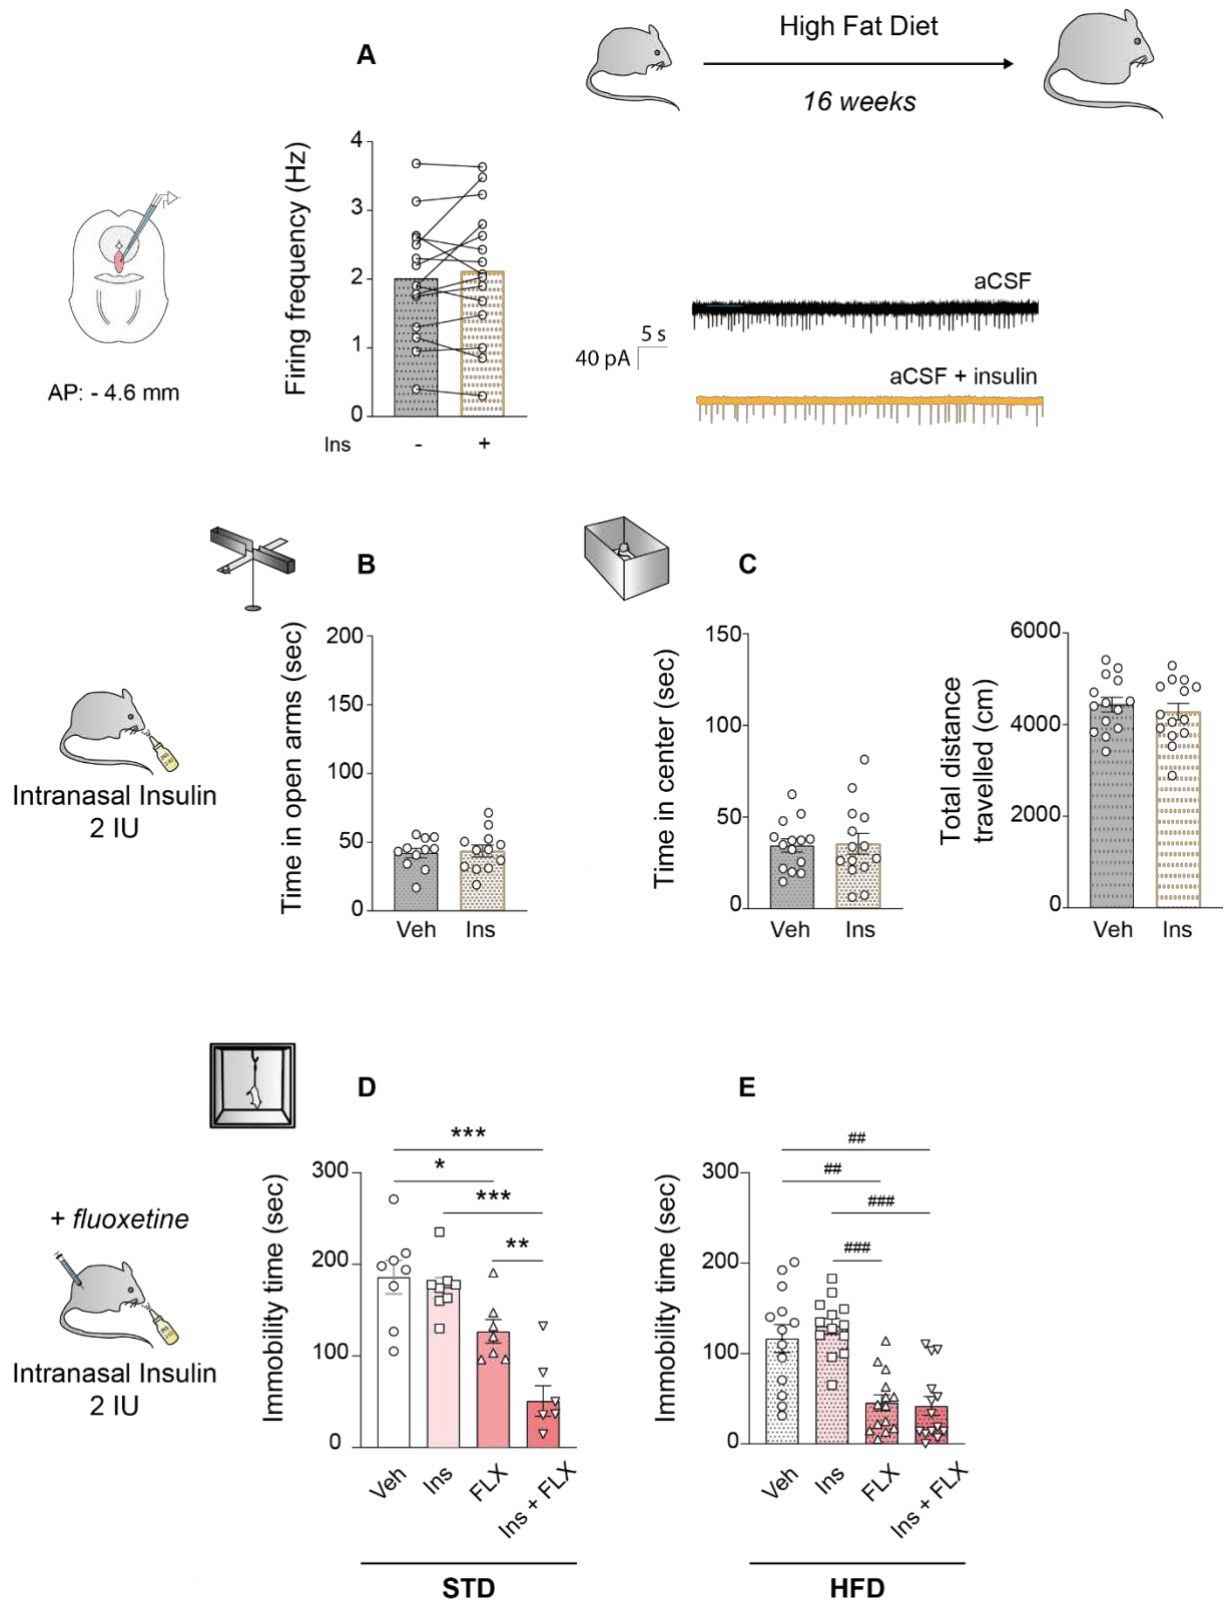 A
High Fat Diet
16 weeks
Firing frequency (Hz)
4
3
2
1
0
Ins
-
+
AP: - 4.6 mm
aCSF
5 s
40 pA
aCSF + insulin
B
Time in open arms (sec)
200
150
100
50
0
Veh
Ins
Intranasal Insulin
2 IU
C
Time in center (sec)
150
100
50
0
Veh
Ins
Total distance
travelled (cm)
6000
4000
2000
0
Veh
Ins
D
+ fluoxetine
Intranasal Insulin
2 IU
Immobility time (sec)
300
200
100
0
***
*
***
**
Veh
Ins
FLX
Ins + FLX
STD
E
Immobility time (sec)
300
200
100
0
##
##
###
###
Veh
Ins
FLX
Ins + FLX
HFD